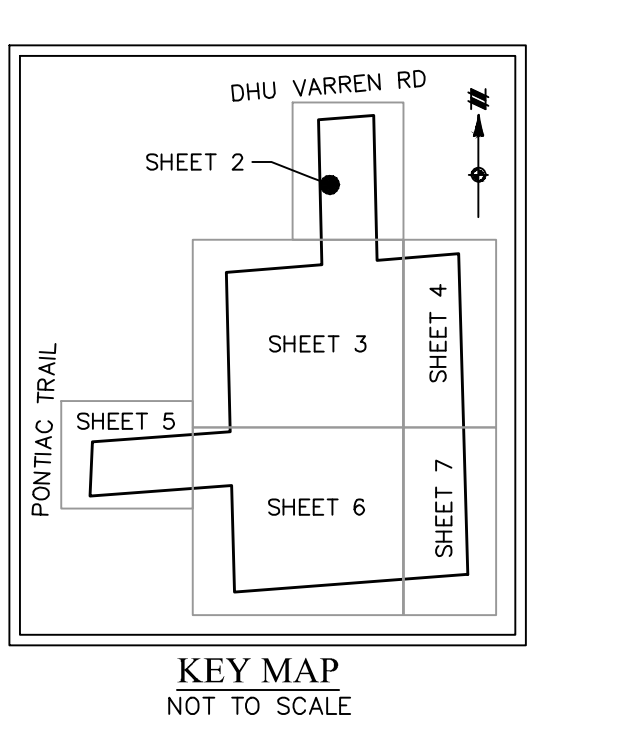 DHU VARREN RD
N
SHEET 2
SHEET 3
SHEET 4
PONTIAC TRAIL
SHEET 5
SHEET 6
SHEET 7
KEY MAP
NOT TO SCALE